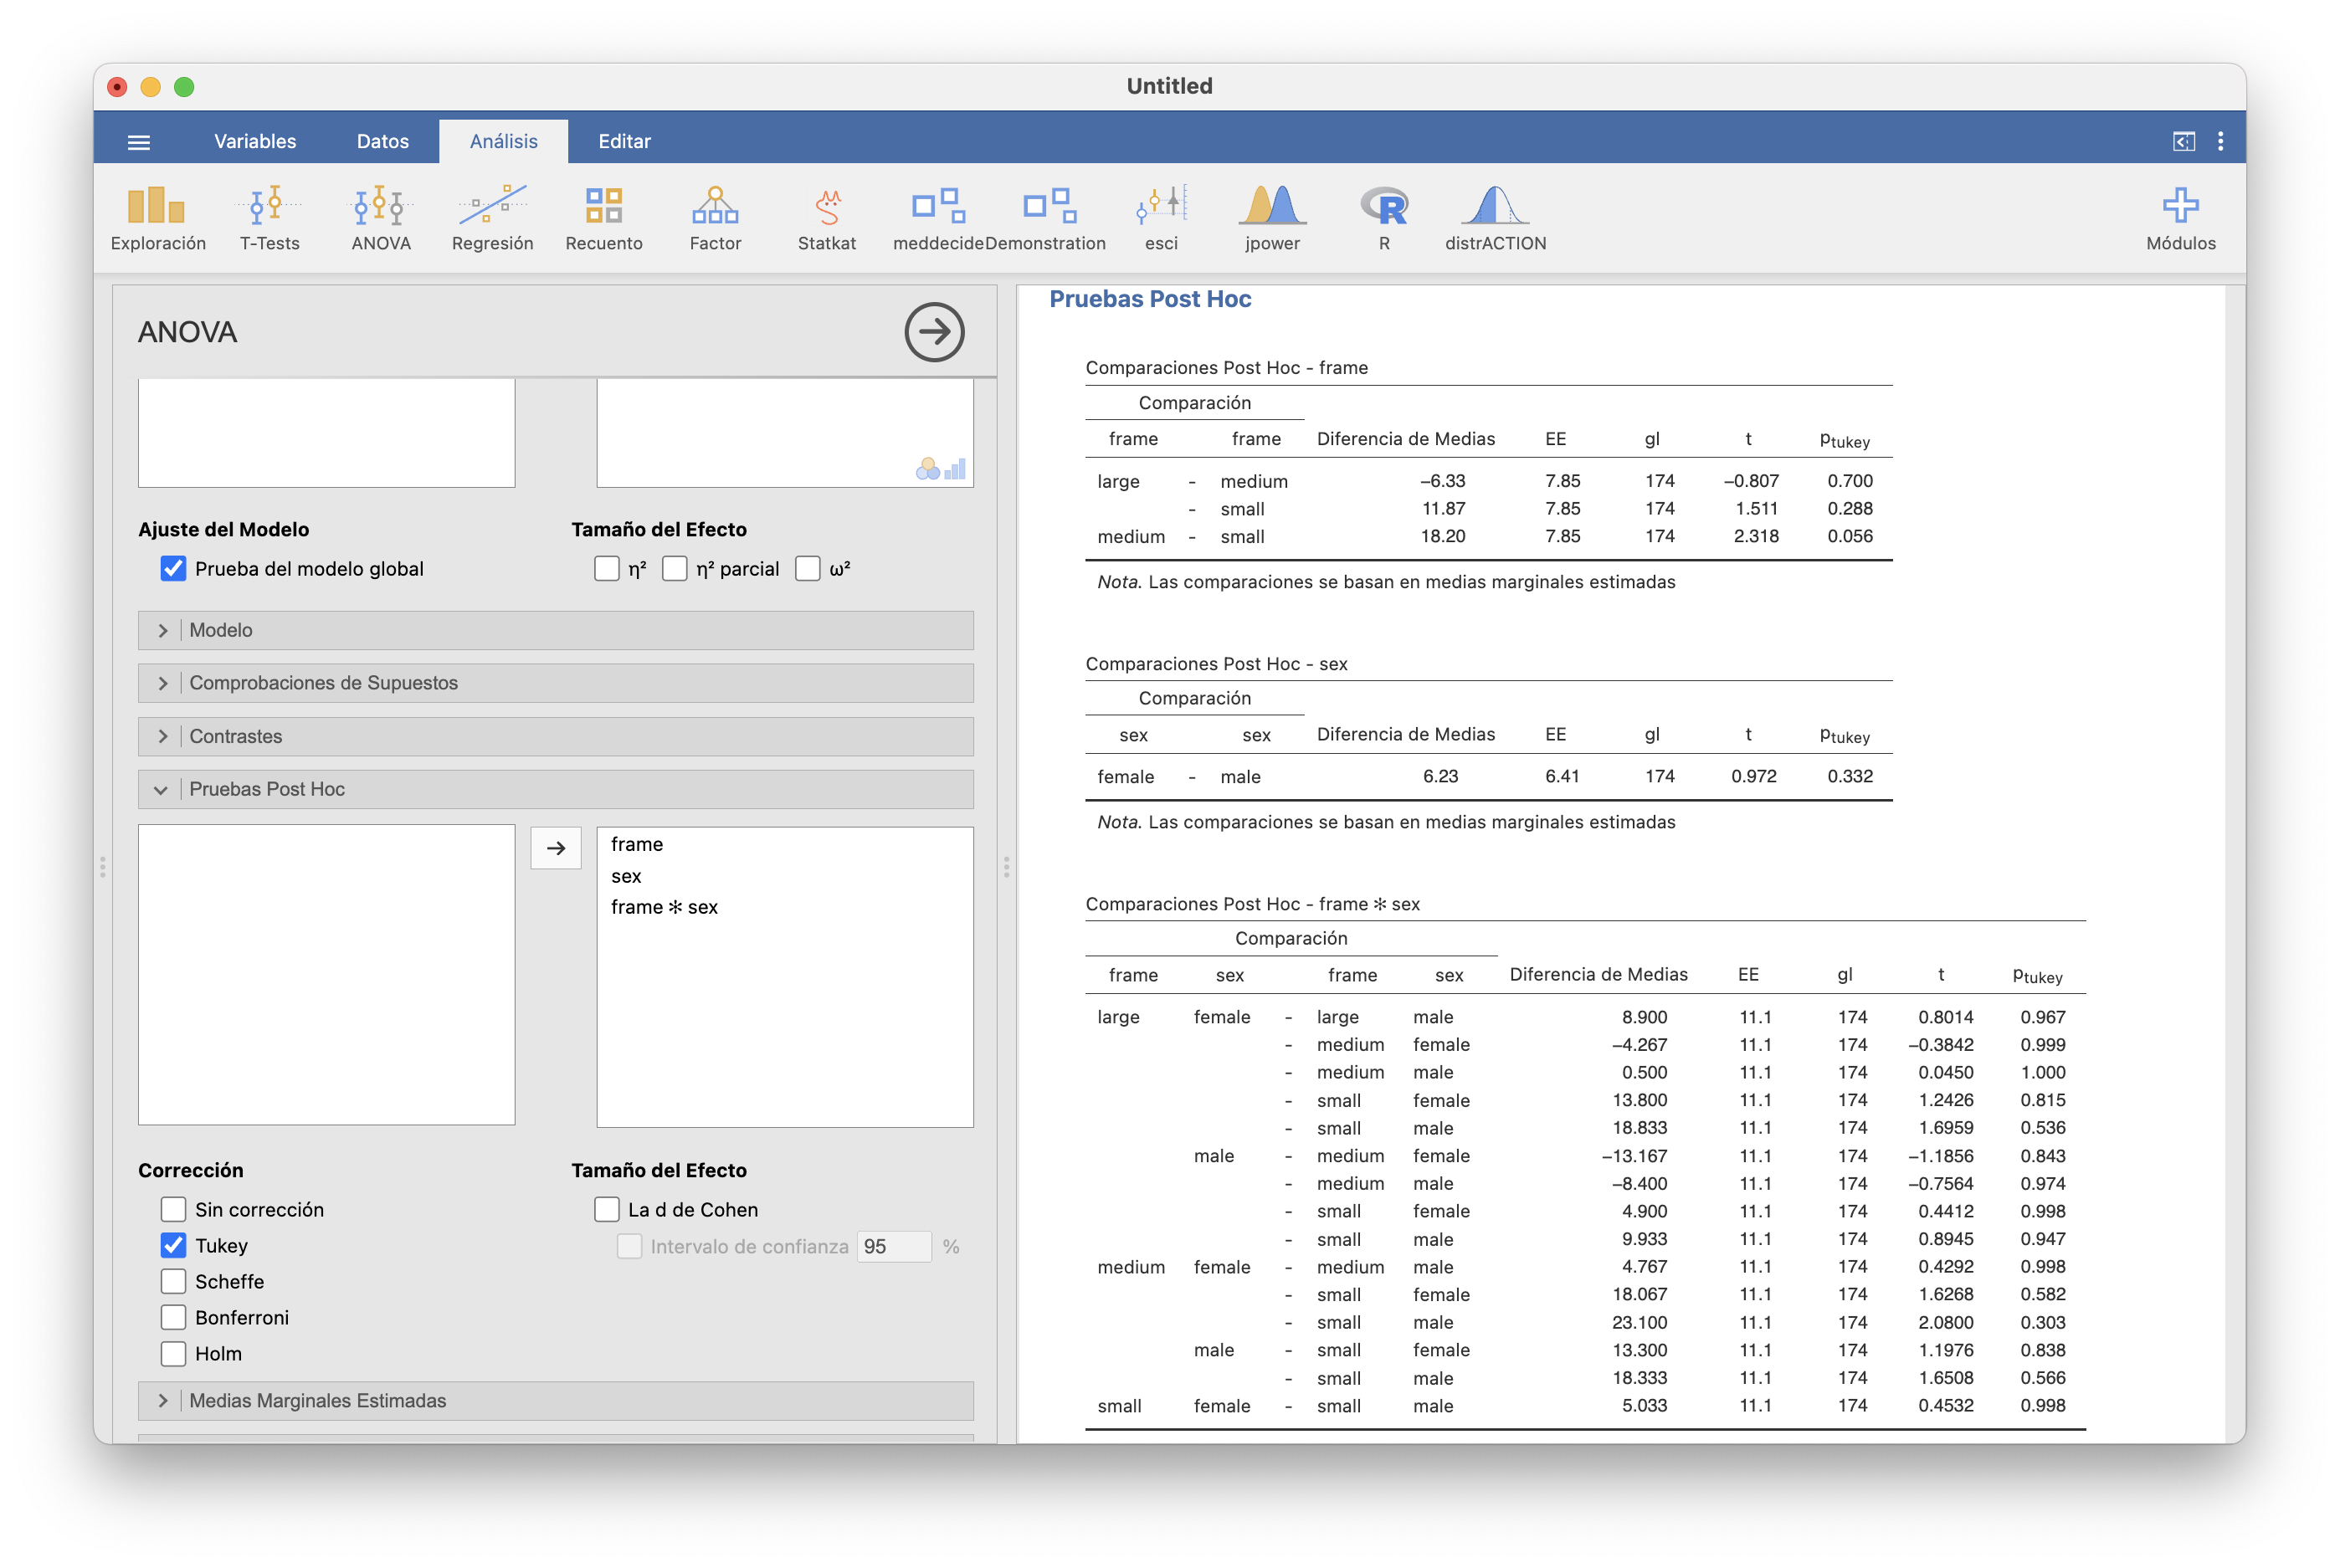 Untitled
Variables Datos Análisis Editar
Exploración T-Tests ANOVA Regresión Recuento Factor Statkat meddecide Demonstration esci jpower R distrACTION Módulos
ANOVA
Ajuste del Modelo Tamaño del Efecto
Prueba del modelo global η² η² parcial ω²
Modelo
Comprobaciones de Supuestos
Contrastes
Pruebas Post Hoc
frame
sex
frame ✻ sex
Corrección Tamaño del Efecto
Sin corrección La d de Cohen
Tukey Intervalo de confianza 95 %
Scheffe
Bonferroni
Holm
Medias Marginales Estimadas
Pruebas Post Hoc
Comparaciones Post Hoc - frame
Comparación
frame frame Diferencia de Medias EE gl t ptukey
large - medium −6.33 7.85 174 −0.807 0.700
- small 11.87 7.85 174 1.511 0.288
medium - small 18.20 7.85 174 2.318 0.056
Nota. Las comparaciones se basan en medias marginales estimadas
Comparaciones Post Hoc - sex
Comparación
sex sex Diferencia de Medias EE gl t ptukey
female - male 6.23 6.41 174 0.972 0.332
Nota. Las comparaciones se basan en medias marginales estimadas
Comparaciones Post Hoc - frame ✻ sex
Comparación
frame sex frame sex Diferencia de Medias EE gl t ptukey
large female - large male 8.900 11.1 174 0.8014 0.967
- medium female −4.267 11.1 174 −0.3842 0.999
- medium male 0.500 11.1 174 0.0450 1.000
- small female 13.800 11.1 174 1.2426 0.815
- small male 18.833 11.1 174 1.6959 0.536
male - medium female −13.167 11.1 174 −1.1856 0.843
- medium male −8.400 11.1 174 −0.7564 0.974
- small female 4.900 11.1 174 0.4412 0.998
- small male 9.933 11.1 174 0.8945 0.947
medium female - medium male 4.767 11.1 174 0.4292 0.998
- small female 18.067 11.1 174 1.6268 0.582
- small male 23.100 11.1 174 2.0800 0.303
male - small female 13.300 11.1 174 1.1976 0.838
- small male 18.333 11.1 174 1.6508 0.566
small female - small male 5.033 11.1 174 0.4532 0.998